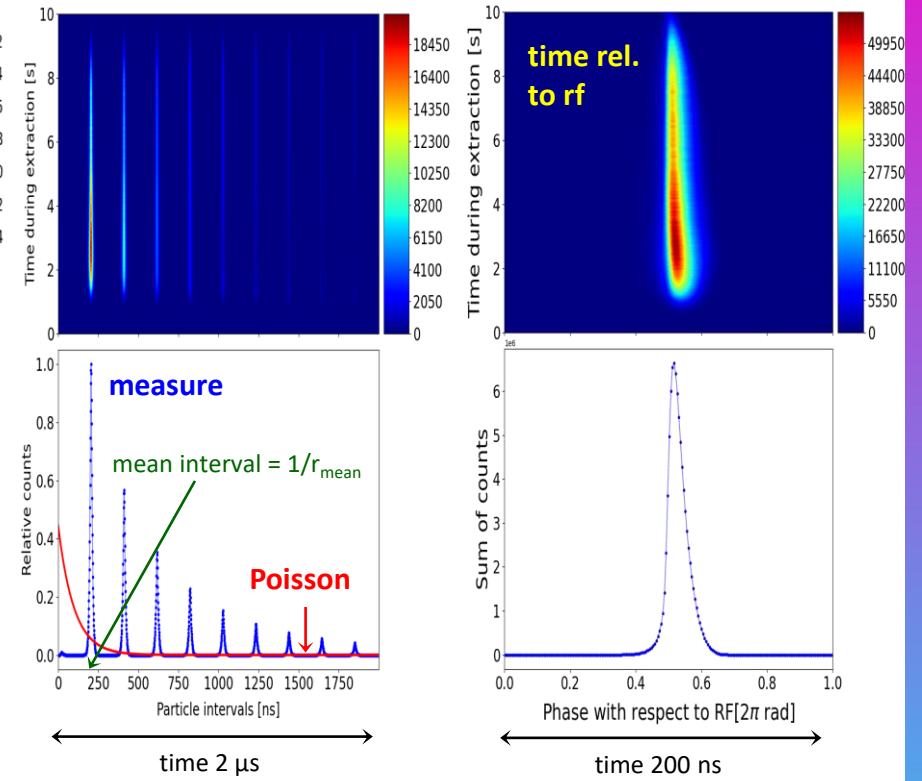 10
8
6
4
2
0
Time during extraction [s]
18450
16400
14350
12300
10250
8200
6150
4100
2050
0
10
8
6
4
2
0
Time during extraction [s]
time rel.
to rf
49950
44400
38850
33300
27750
22200
16650
11100
5550
0
1.0
0.8
0.6
0.4
0.2
0.0
Relative counts
measure
mean interval = 1/r_mean
Poisson
0 250 500 750 1000 1250 1500 1750
Particle intervals [ns]
time 2 µs
1e6
6
5
4
3
2
1
0
Sum of counts
0.0 0.2 0.4 0.6 0.8 1.0
Phase with respect to RF[2π rad]
time 200 ns